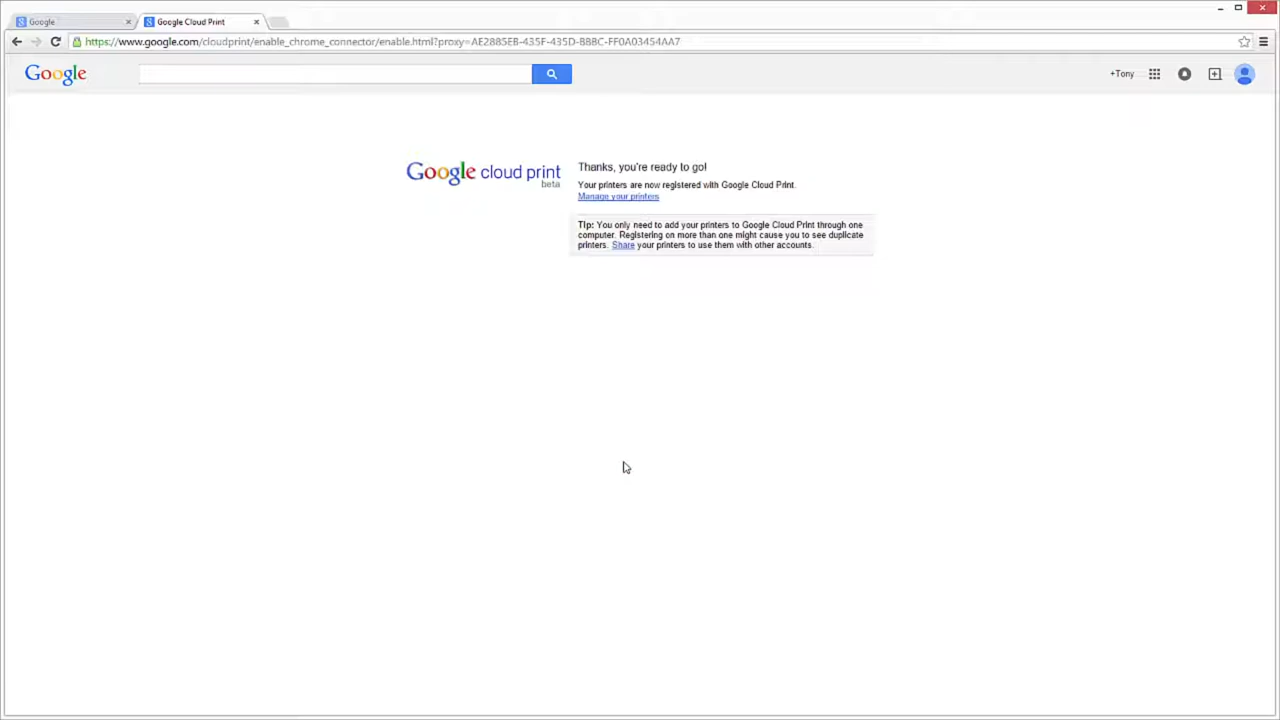 Google
Google Cloud Print
https://www.google.com/cloudprint/enable_chrome_connector/enable.html?proxy=AE2885EB-435F-435D-8B8C-FF0A03454AA7
Google
+Tony
Google cloud print
beta
Thanks, you're ready to go!
Your printers are now registered with Google Cloud Print.
Manage your printers
Tip: You only need to add your printers to Google Cloud Print through one
computer. Registering on more than one might cause you to see duplicate
printers. Share your printers to use them with other accounts.